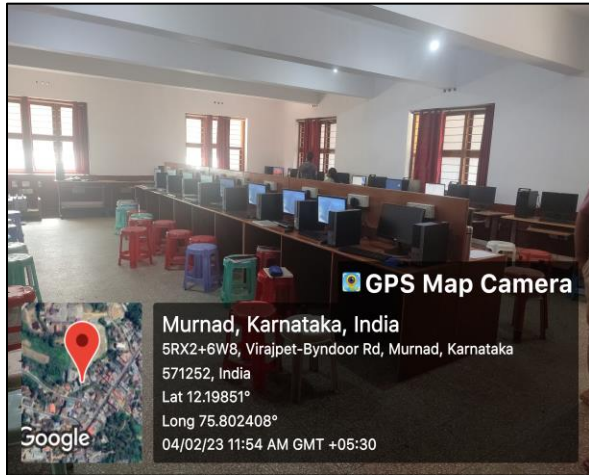 GPS Map Camera
Murnad, Karnataka, India
5RX2+6W8, Virajpet-Byndoor Rd, Murnad, Karnataka
571252, India
Lat 12.19851°
Long 75.802408°
04/02/23 11:54 AM GMT +05:30
Google